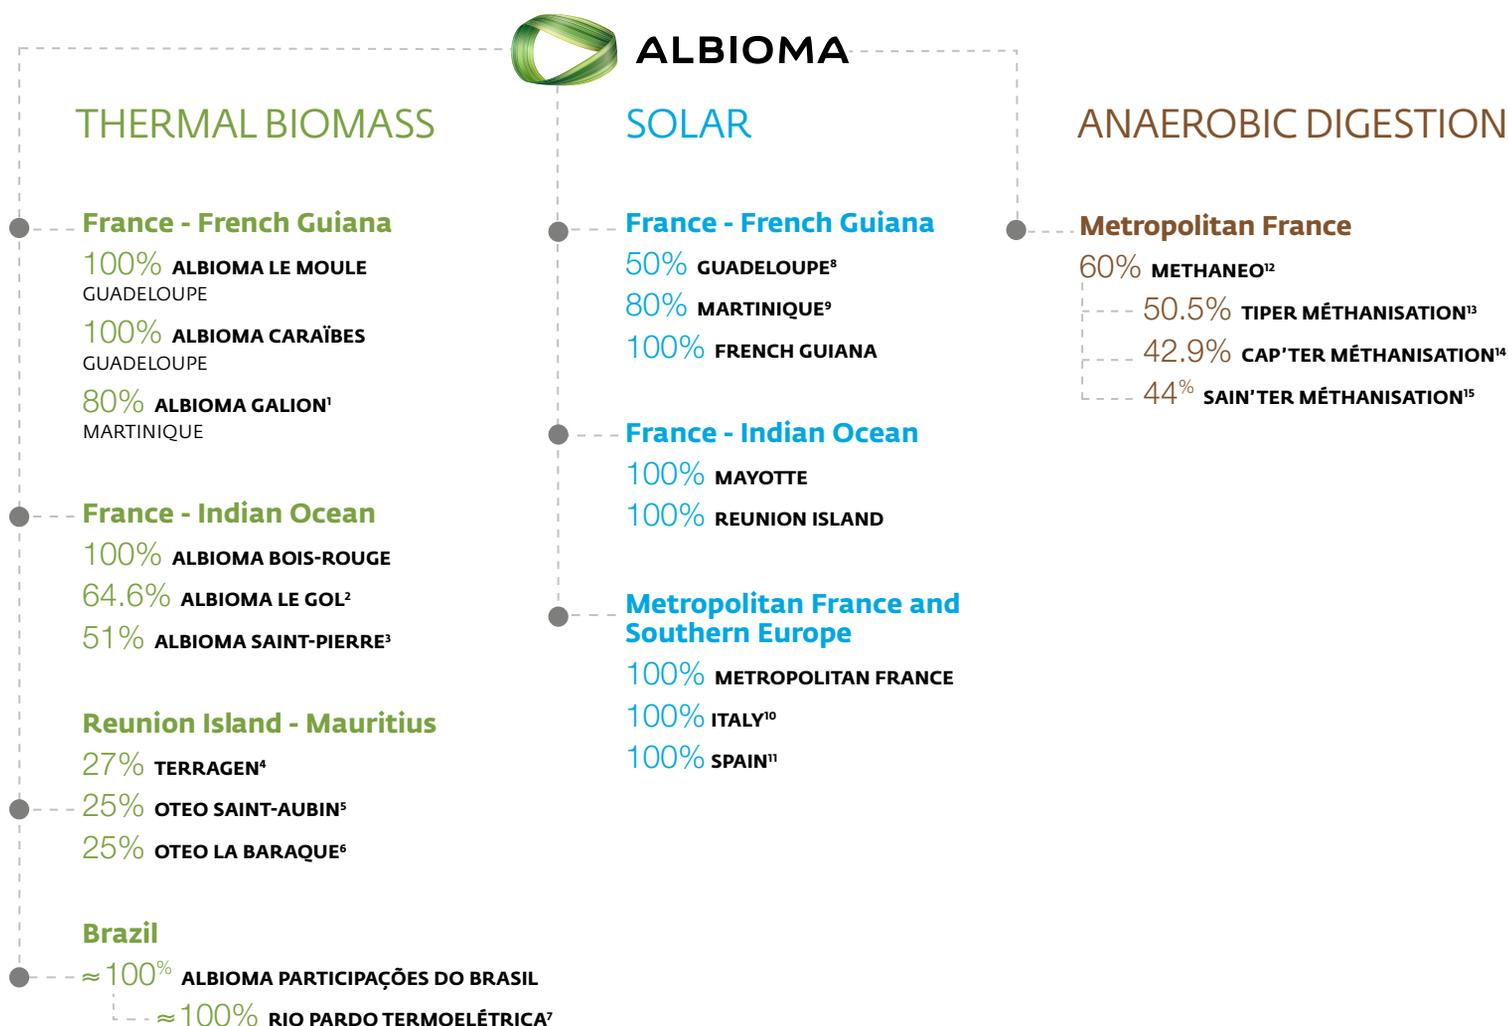 ALBIOMA
THERMAL BIOMASS
France - French Guiana
100% ALBIOMA LE MOULE
GUADELOUPE
100% ALBIOMA CARAÏBES
GUADELOUPE
80% ALBIOMA GALION¹
MARTINIQUE
France - Indian Ocean
100% ALBIOMA BOIS-ROUGE
64.6% ALBIOMA LE GOL²
51% ALBIOMA SAINT-PIERRE³
Reunion Island - Mauritius
27% TERRAGEN⁴
25% OTEO SAINT-AUBIN⁵
25% OTEO LA BARAQUE⁶
Brazil
≈100% ALBIOMA PARTICIPAÇÕES DO BRASIL
≈100% RIO PARDO TERMOELÉTRICA⁷
SOLAR
France - French Guiana
50% GUADELOUPE⁸
80% MARTINIQUE⁹
100% FRENCH GUIANA
France - Indian Ocean
100% MAYOTTE
100% REUNION ISLAND
Metropolitan France and
Southern Europe
100% METROPOLITAN FRANCE
100% ITALY¹⁰
100% SPAIN¹¹
ANAEROBIC DIGESTION
Metropolitan France
60% METHANEO¹²
50.5% TIPER MÉTHANISATION¹³
42.9% CAP'TER MÉTHANISATION¹⁴
44% SAIN'TER MÉTHANISATION¹⁵